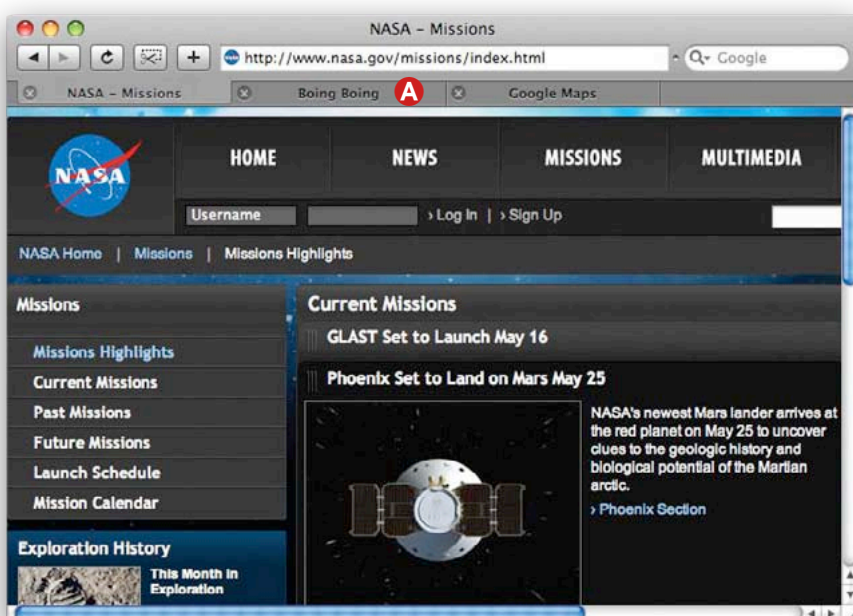 NASA – Missions
http://www.nasa.gov/missions/index.html
Google
NASA – Missions
Boing Boing
A
Google Maps
NASA
HOME
NEWS
MISSIONS
MULTIMEDIA
Username
› Log In | › Sign Up
NASA Home | Missions | Missions Highlights
Missions
Missions Highlights
Current Missions
Past Missions
Future Missions
Launch Schedule
Mission Calendar
Exploration History
This Month in
Exploration
Current Missions
GLAST Set to Launch May 16
Phoenix Set to Land on Mars May 25
NASA's newest Mars lander arrives at
the red planet on May 25 to uncover
clues to the geologic history and
biological potential of the Martian
arctic.
› Phoenix Section